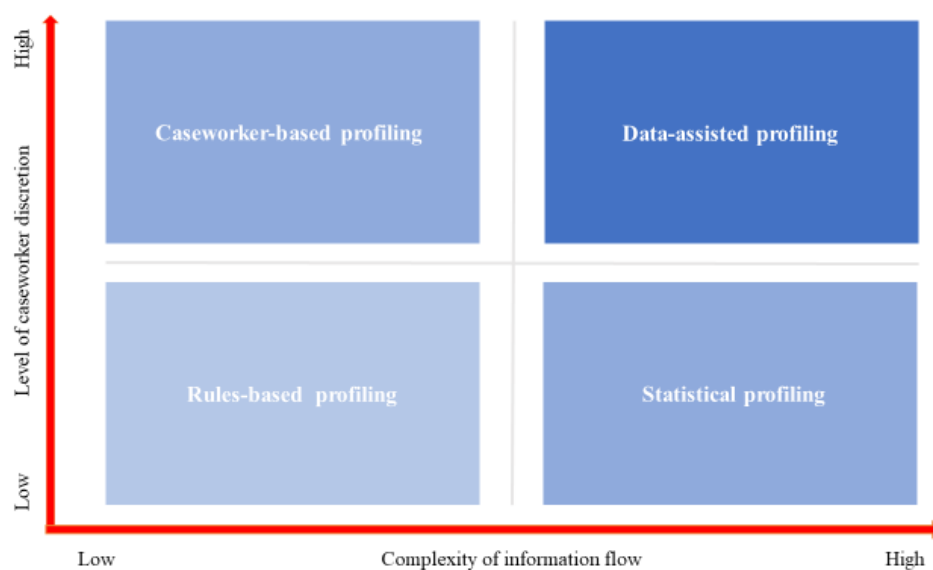 High
Level of caseworker discretion
Low
Caseworker-based profiling
Data-assisted profiling
Rules-based profiling
Statistical profiling
Low
Complexity of information flow
High